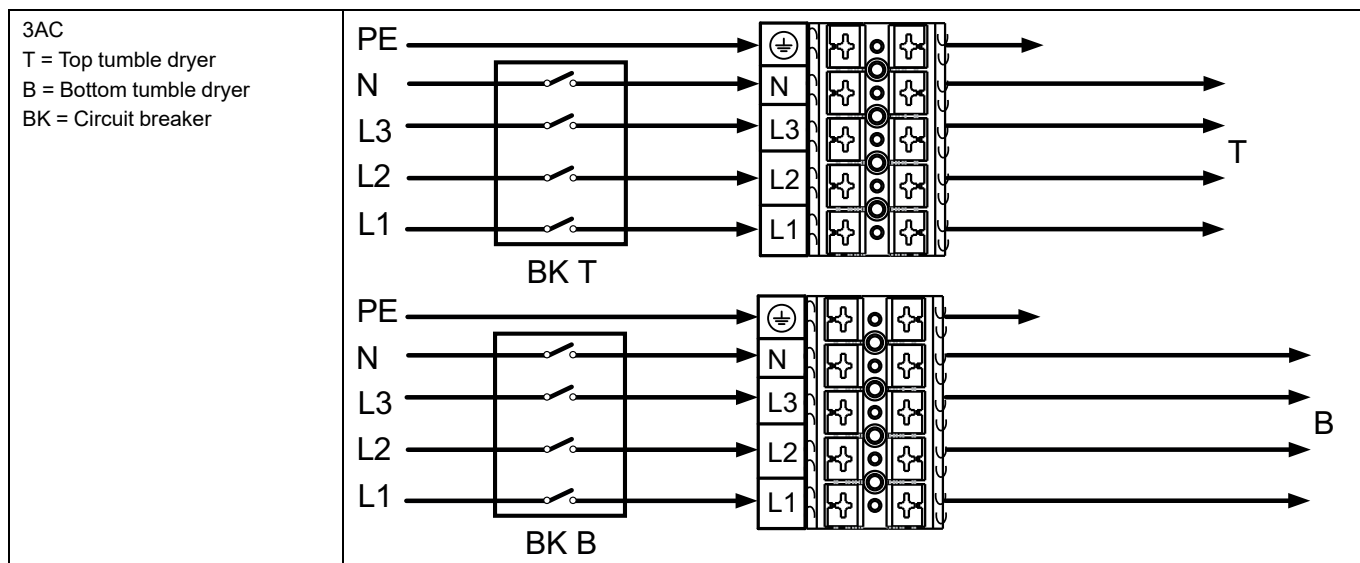 3AC
T = Top tumble dryer
B = Bottom tumble dryer
BK = Circuit breaker
PE
N
N
L3
L3
T
L2
L2
L1
L1
BK T
PE
N
N
L3
L3
B
L2
L2
L1
L1
BK B